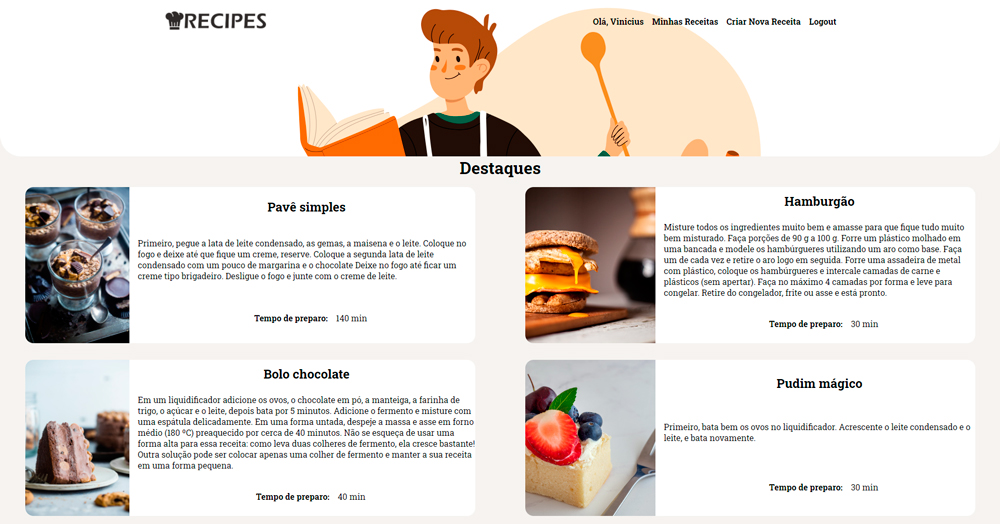 RECIPES
Olá, Vinicius Minhas Receitas Criar Nova Receita Logout
Destaques
Pavê simples
Primeiro, pegue a lata de leite condensado, as gemas, a maisena e o leite. Coloque no
fogo e deixe até que fique um creme, reserve. Coloque a segunda lata de leite
condensado com um pouco de margarina e o chocolate Deixe no fogo até ficar um
creme tipo brigadeiro. Desligue o fogo e junte com o creme de leite.
Tempo de preparo: 140 min
Hamburgão
Misture todos os ingredientes muito bem e amasse para que fique tudo muito
bem misturado. Faça porções de 90 g a 100 g. Forre um plástico molhado em
uma bancada e modele os hambúrgueres utilizando um aro como base. Faça
um de cada vez e retire o aro logo em seguida. Forre uma assadeira de metal
com plástico, coloque os hambúrgueres e intercale camadas de carne e
plásticos (sem apertar). Faça no máximo 4 camadas por forma e leve para
congelar. Retire do congelador, frite ou asse e está pronto.
Tempo de preparo: 30 min
Bolo chocolate
Em um liquidificador adicione os ovos, o chocolate em pó, a manteiga, a farinha de
trigo, o açúcar e o leite, depois bata por 5 minutos. Adicione o fermento e misture com
uma espátula delicadamente. Em uma forma untada, despeje a massa e asse em forno
médio (180 ºC) preaquecido por cerca de 40 minutos. Não se esqueça de usar uma
forma alta para essa receita: como leva duas colheres de fermento, ela cresce bastante!
Outra solução pode ser colocar apenas uma colher de fermento e manter a sua receita
em uma forma pequena.
Tempo de preparo: 40 min
Pudim mágico
Primeiro, bata bem os ovos no liquidificador. Acrescente o leite condensado e o
leite, e bata novamente.
Tempo de preparo: 30 min